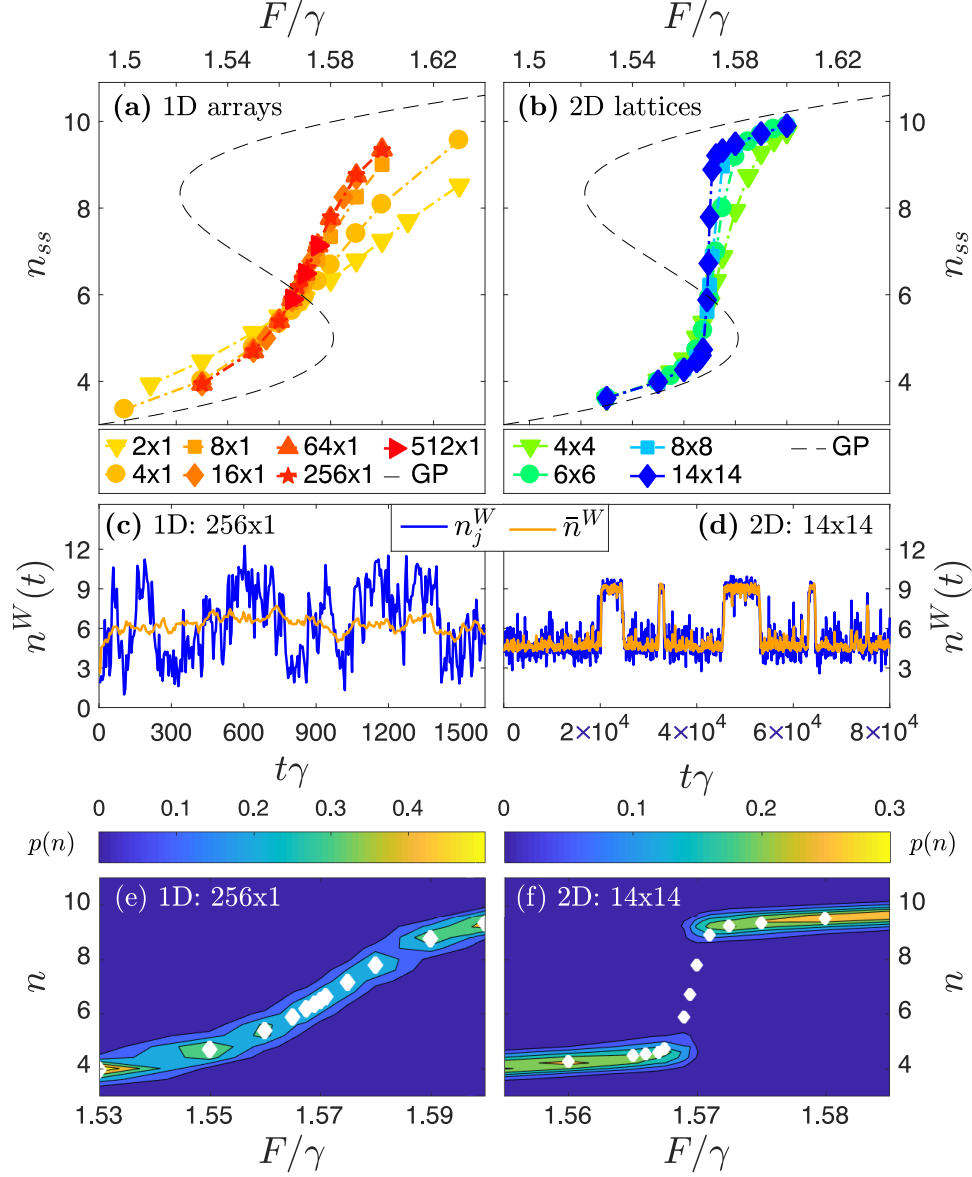 F/γ F/γ
1.5 1.54 1.58 1.62 1.5 1.54 1.58 1.62
(a) 1D arrays (b) 2D lattices
10 10
8 8
6 6
4 4
n_ss n_ss
2x1 8x1 64x1 512x1 4x4 8x8 GP
4x1 16x1 256x1 GP 6x6 14x14
(c) 1D: 256x1 n_j^W n̄^W (d) 2D: 14x14
12 12
9 9
6 6
3 3
0 0
n^W(t) n^W(t)
0 300 600 900 1200 1500 0 2×10^4 4×10^4 6×10^4 8×10^4
tγ tγ
0 0.1 0.2 0.3 0.4 0 0.1 0.2 0.3
p(n) p(n)
(e) 1D: 256x1 (f) 2D: 14x14
10 10
8 8
6 6
4 4
n n
1.53 1.55 1.57 1.59 1.56 1.57 1.58
F/γ F/γ